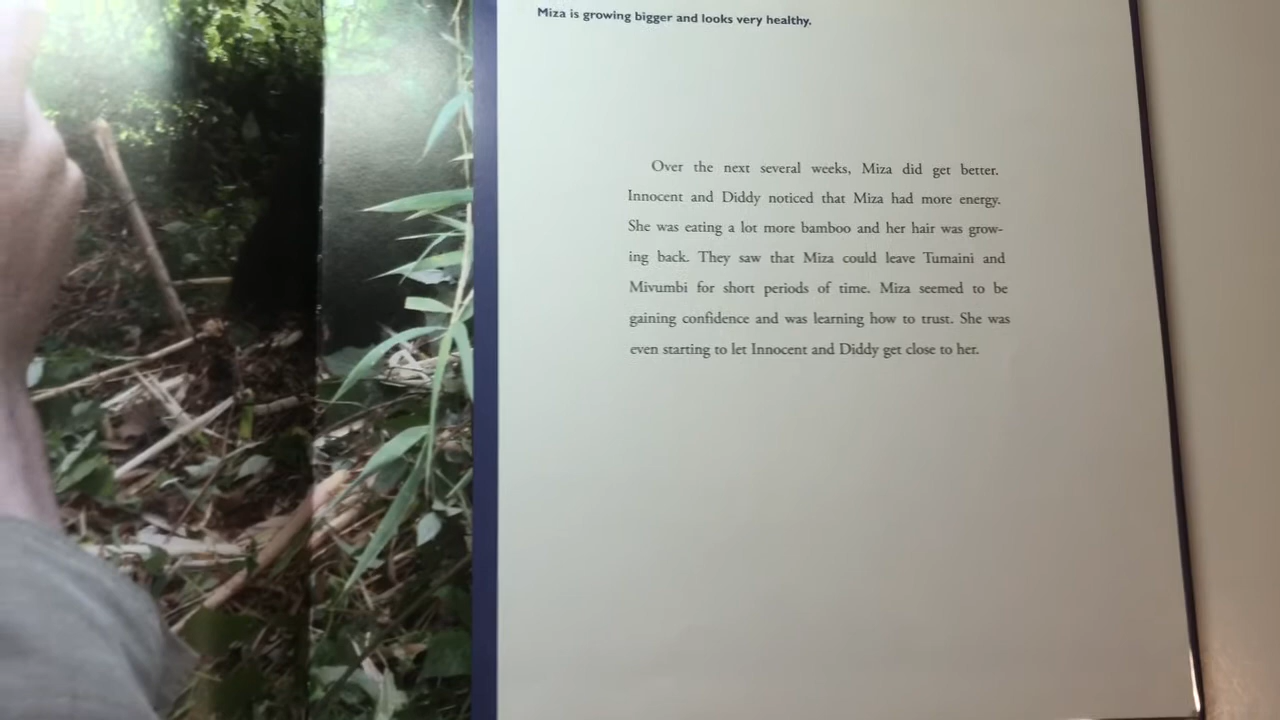 Miza is growing bigger and looks very healthy.
Over the next several weeks, Miza did get better.
Innocent and Diddy noticed that Miza had more energy.
She was eating a lot more bamboo and her hair was grow-
ing back. They saw that Miza could leave Tumaini and
Mivumbi for short periods of time. Miza seemed to be
gaining confidence and was learning how to trust. She was
even starting to let Innocent and Diddy get close to her.